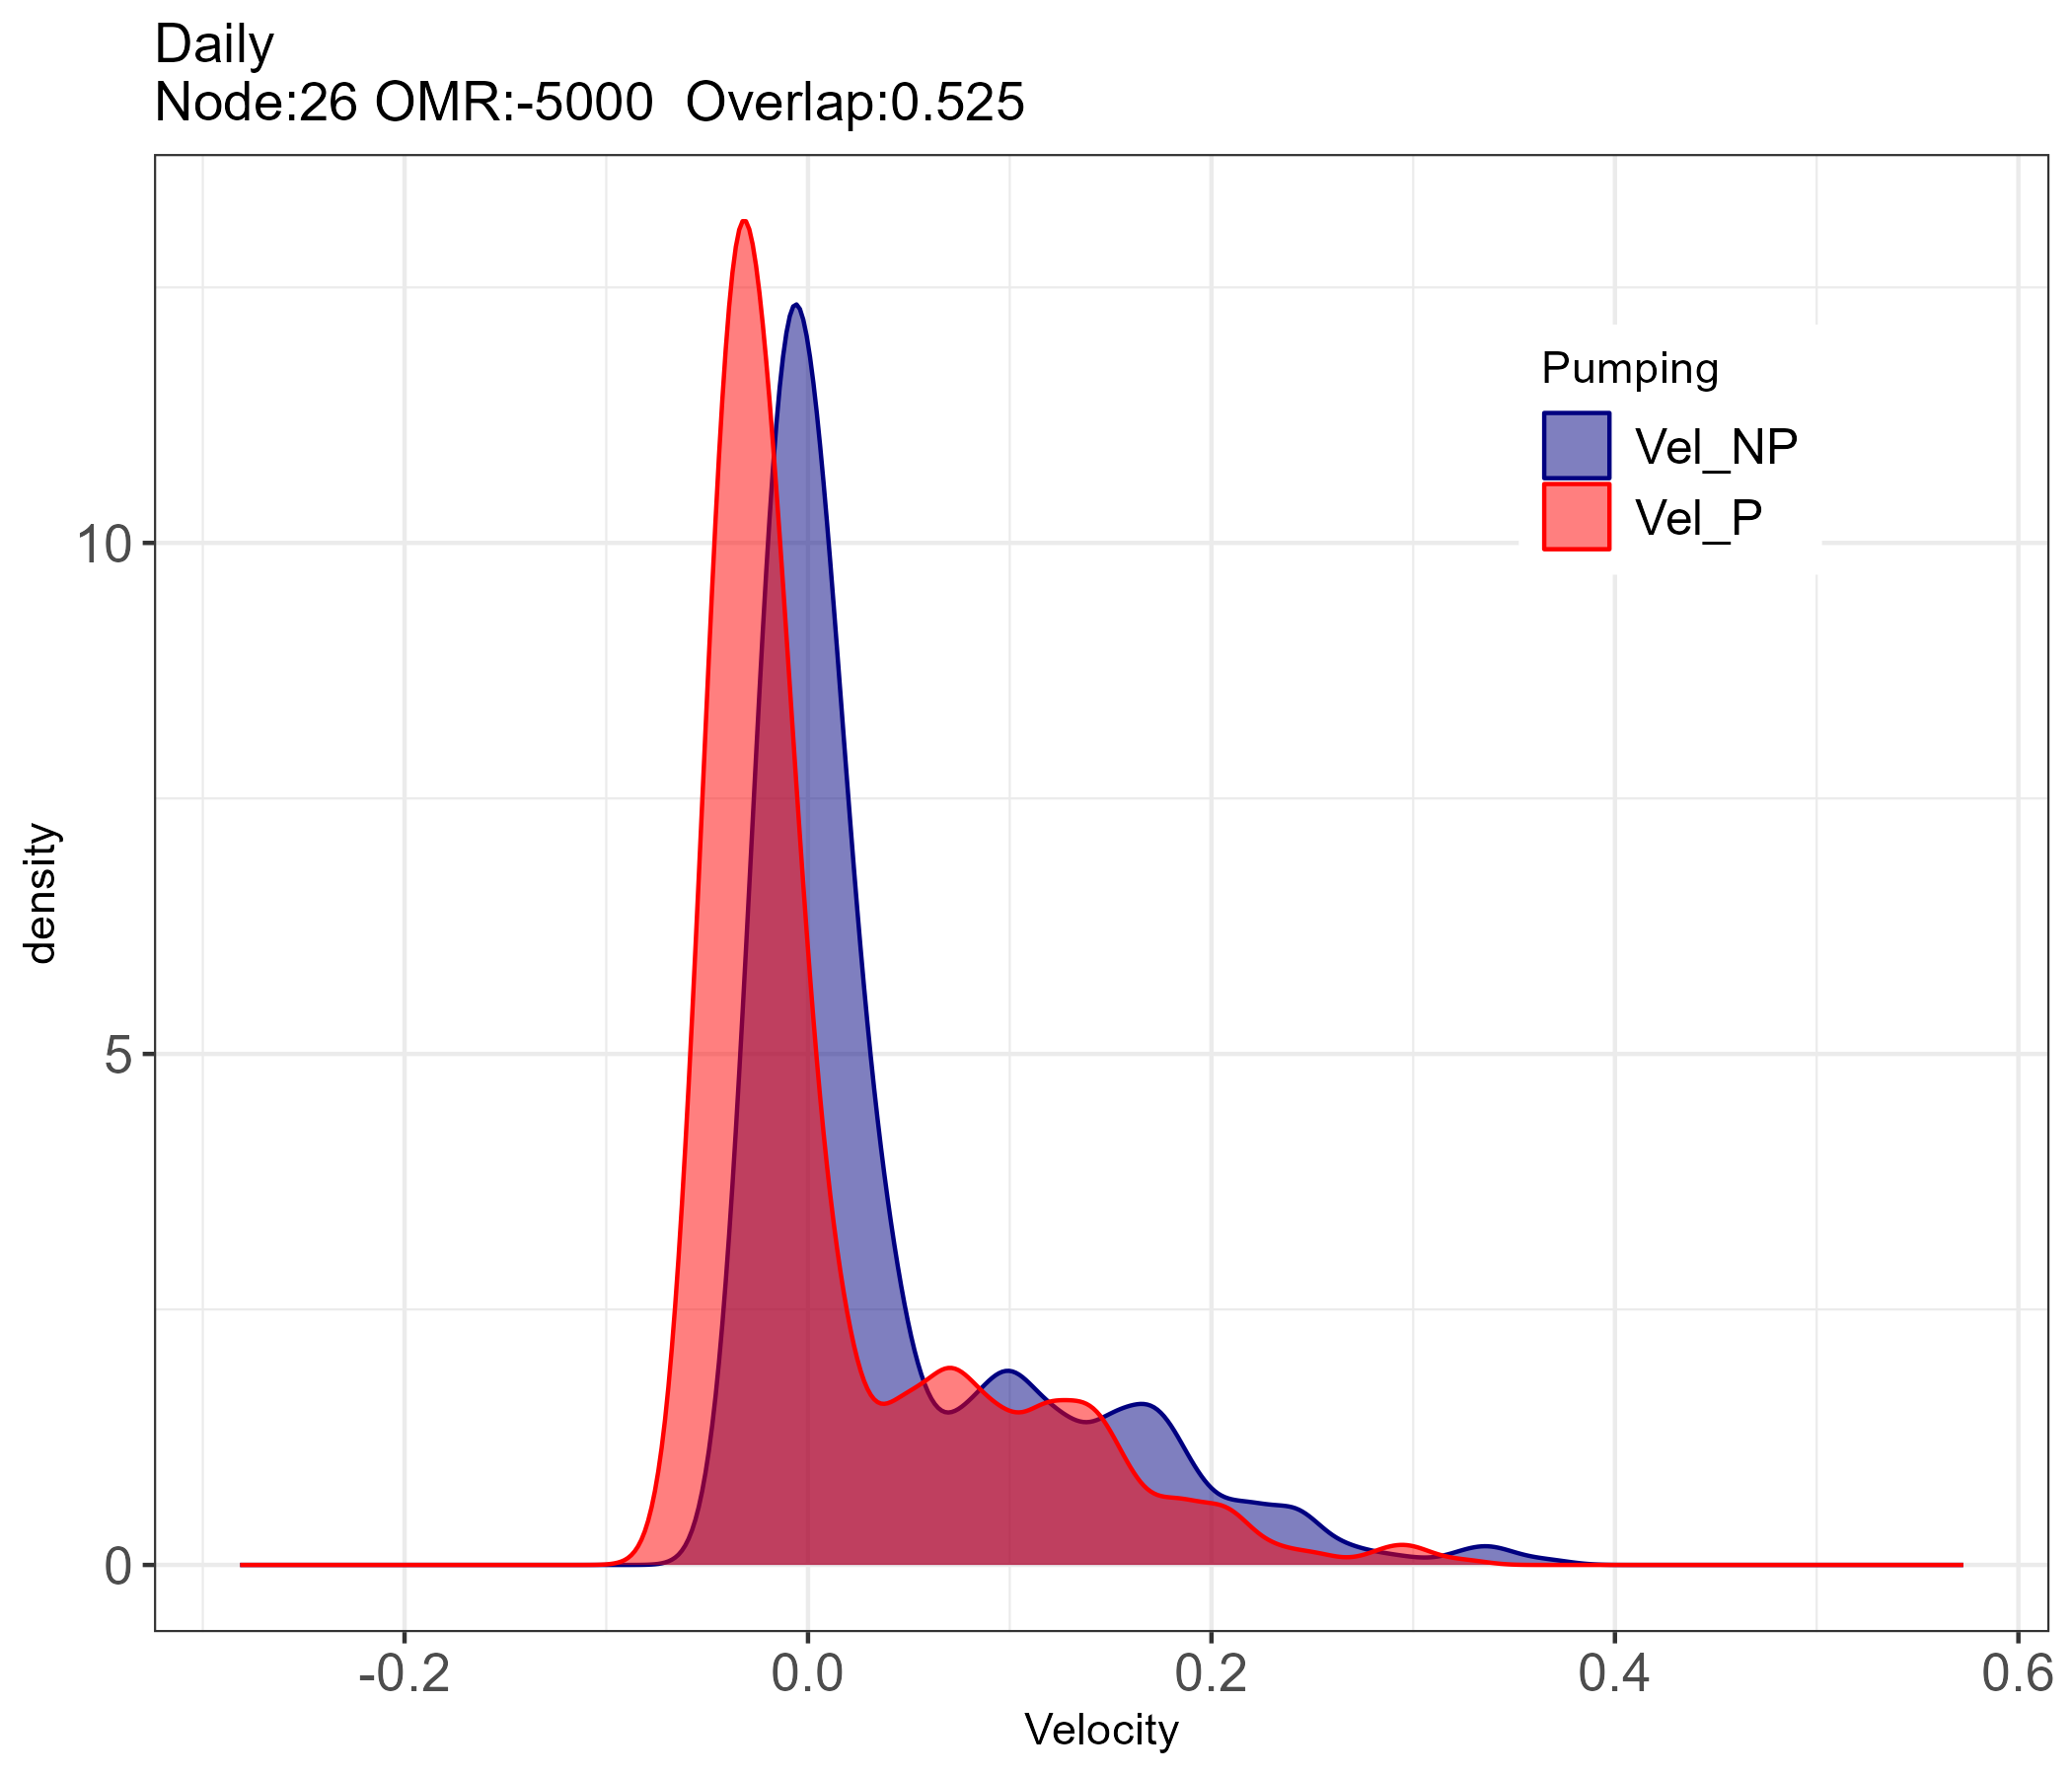 Daily
Node:26 OMR:-5000  Overlap:0.525
Pumping
Vel_NP
Vel_P
10
5
0
density
-0.2
0.0
0.2
0.4
0.6
Velocity